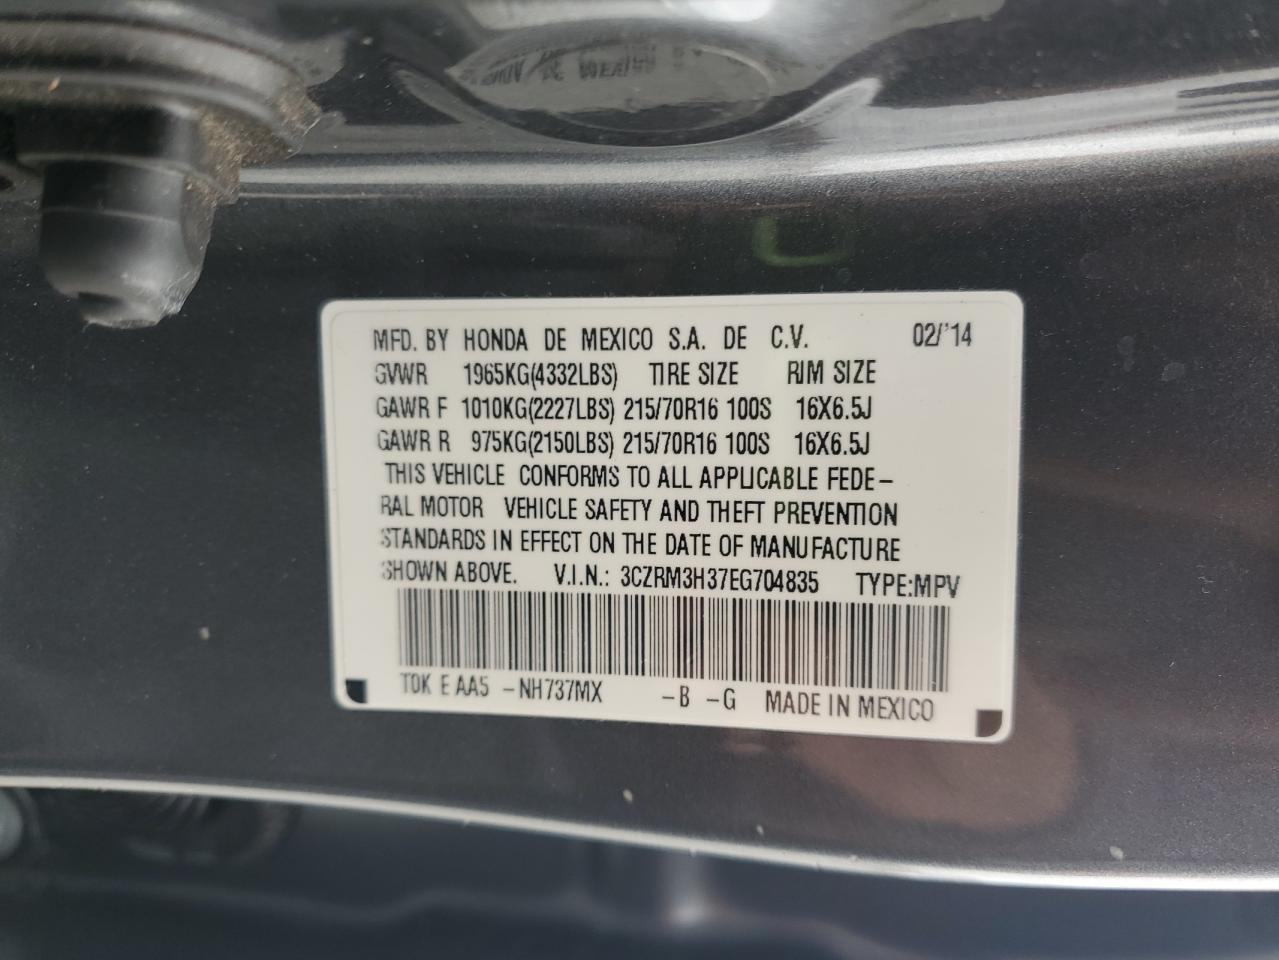 MFD. BY HONDA DE MEXICO S.A. DE C.V. 02/'14
GVWR 1965KG(4332LBS) TIRE SIZE RIM SIZE
GAWR F 1010KG(2227LBS) 215/70R16 100S 16X6.5J
GAWR R 975KG(2150LBS) 215/70R16 100S 16X6.5J
THIS VEHICLE CONFORMS TO ALL APPLICABLE FEDE-
RAL MOTOR VEHICLE SAFETY AND THEFT PREVENTION
STANDARDS IN EFFECT ON THE DATE OF MANUFACTURE
SHOWN ABOVE. V.I.N.: 3CZRM3H37EG704835 TYPE:MPV
T0K E AA5 -NH737MX -B -G MADE IN MEXICO